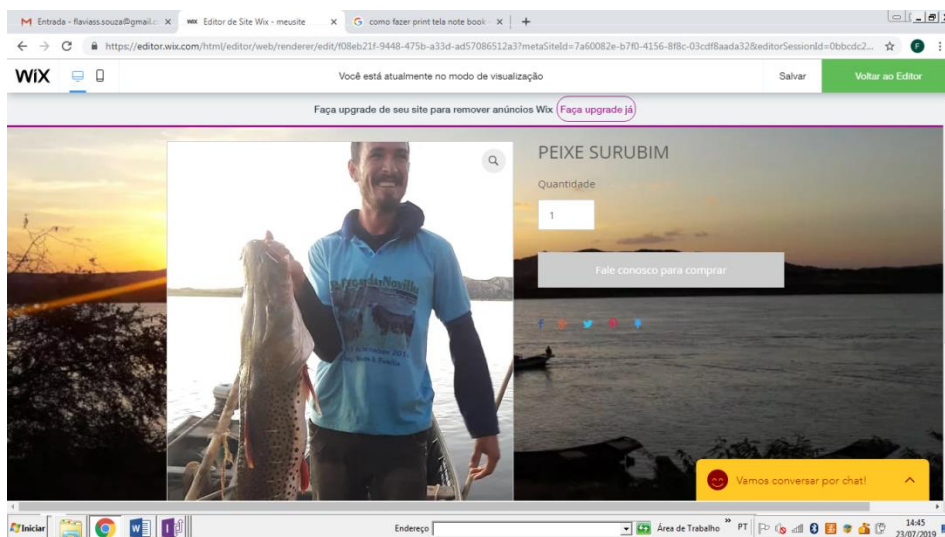 Entrada - flaviass.souza@gmail.c
Editor de Site Wix - meusite
como fazer print tela note book -
https://editor.wix.com/html/editor/web/renderer/edit/f08eb21f-9448-475b-a33d-ad57086512a3?metaSiteId=7a60082e-b7f0-4156-8f8c-03cdf8aada32&editorSessionId=0bbcdc2...
WiX
Você está atualmente no modo de visualização
Salvar
Voltar ao Editor
Faça upgrade de seu site para remover anúncios Wix Faça upgrade já
PEIXE SURUBIM
Quantidade
1
Fale conosco para comprar
Vamos conversar por chat!
Iniciar
Endereço
Área de Trabalho
PT
14:45
23/07/2019